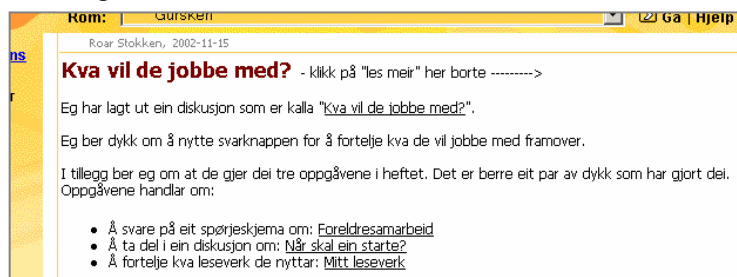 Rom: Gursken Gå | Hjelp
Roar Stokken, 2002-11-15
ns
Kva vil de jobbe med? - klikk på "les meir" her borte --------->
r
Eg har lagt ut ein diskusjon som er kalla "Kva vil de jobbe med?".
Eg ber dykk om å nytte svarknappen for å fortelje kva de vil jobbe med framover.
I tillegg ber eg om at de gjer dei tre oppgåvene i heftet. Det er berre eit par av dykk som har gjort dei.
Oppgåvene handlar om:
• Å svare på eit spørjeskjema om: Foreldresamarbeid
• Å ta del i ein diskusjon om: Når skal ein starte?
• Å fortelje kva leseverk de nyttar: Mitt leseverk